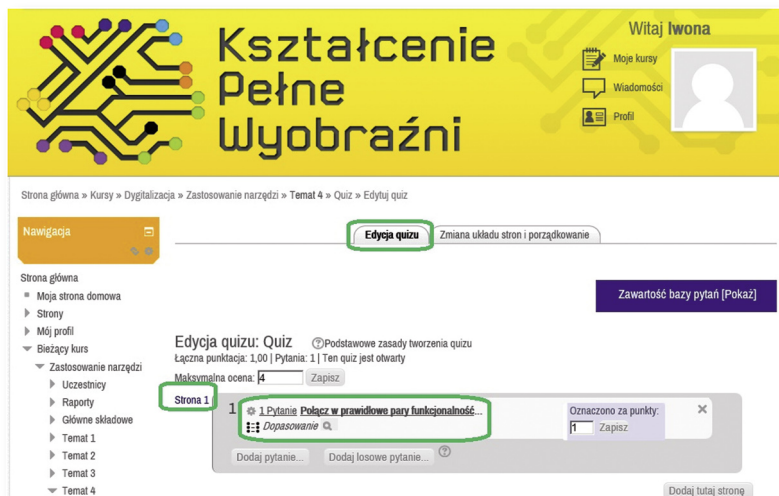 Kształcenie
Pełne
Wyobraźni
Witaj Iwona
Moje kursy
Wiadomości
Profil
Strona główna » Kursy » Dygitalizacja » Zastosowanie narzędzi » Temat 4 » Quiz » Edytuj quiz
Nawigacja
Edycja quizu Zmiana układu stron i porządkowanie
Strona główna
Moja strona domowa
Strony
Mój profil
Bieżący kurs
Zastosowanie narzędzi
Uczestnicy
Raporty
Główne składowe
Temat 1
Temat 2
Temat 3
Temat 4
Zawartość bazy pytań [Pokaż]
Edycja quizu: Quiz Podstawowe zasady tworzenia quizu
Łączna punktacja: 1,00 | Pytania: 1 | Ten quiz jest otwarty
Maksymalna ocena: 4 Zapisz
Strona 1
1 1 Pytanie Połącz w prawidłowe pary funkcjonalność...
Dopasowanie
Oznaczono za punkty:
1 Zapisz
Dodaj pytanie... Dodaj losowe pytanie...
Dodaj tutaj stronę